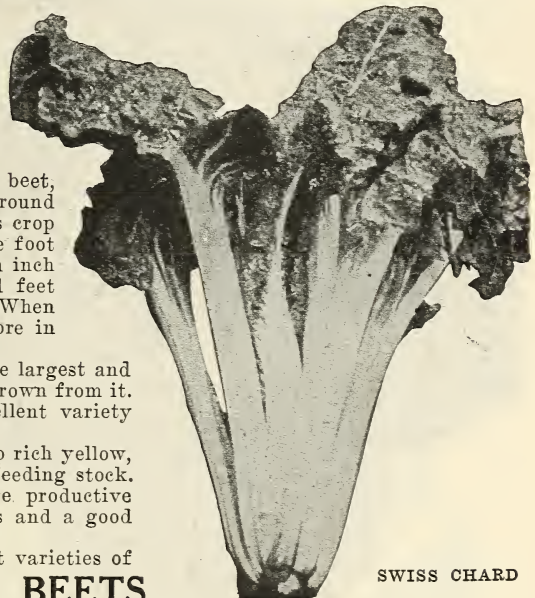 beet,
round
s crop
e foot
inch
l feet
When
ore in
e largest and
rown from it.
ellent variety
o rich yellow,
eeding stock.
e productive
s and a good
t varieties of
BEETS
SWISS CHARD